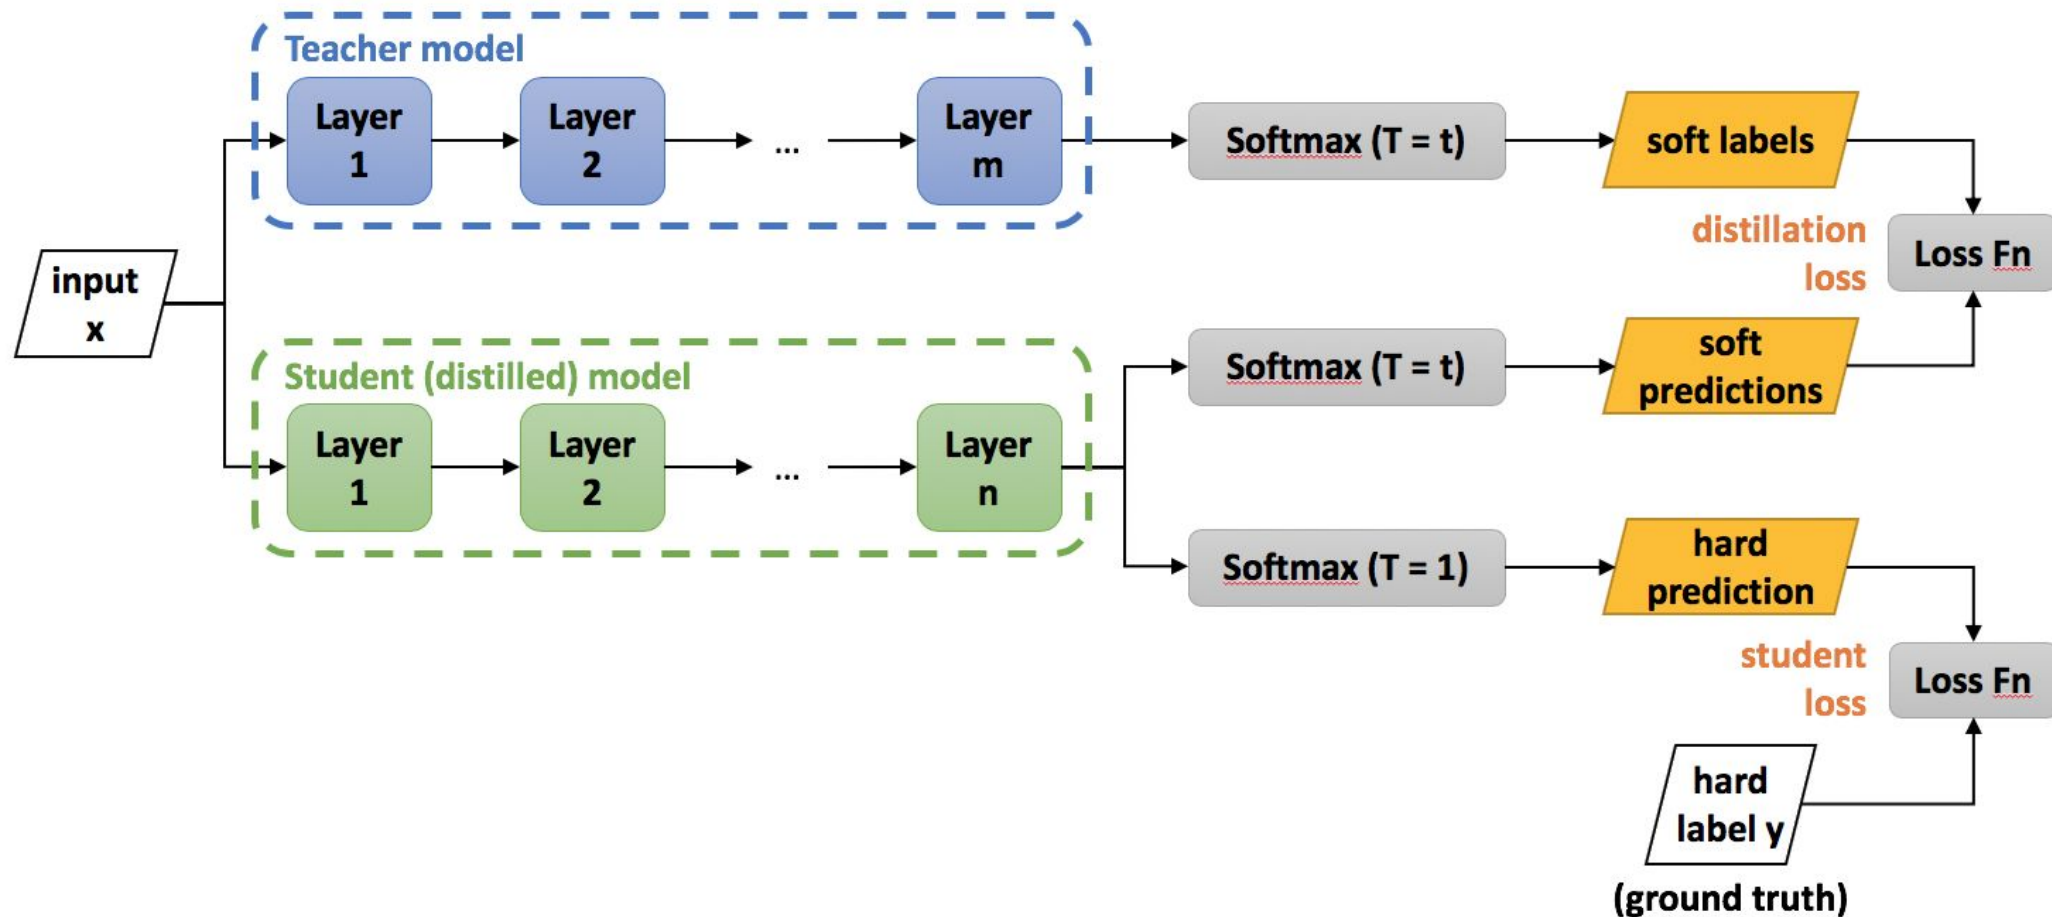 Teacher model
Layer
1
Layer
2
...
Layer
m
Softmax (T = t)
soft labels
input
x
distillation
loss
Loss Fn
Student (distilled) model
Layer
1
Layer
2
...
Layer
n
Softmax (T = t)
soft
predictions
Softmax (T = 1)
hard
prediction
student
loss
Loss Fn
hard
label y
(ground truth)